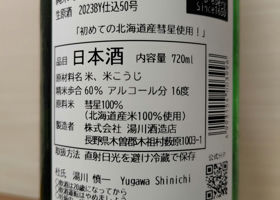 生原酒 2023BY仕込50号
「初めての北海道産彗星使用！」
品目 日本酒 内容量 720ml
原材料名 米、米こうじ
精米歩合 60% アルコール分 16度
原料米 彗星100%
(北海道産米100%使用)
製造者 株式会社 湯川酒造店
長野県木曽郡木祖村薮原1003-1
取扱方法 直射日光を避け冷蔵で保存
杜氏 湯川 慎一 Yugawa Shinichi